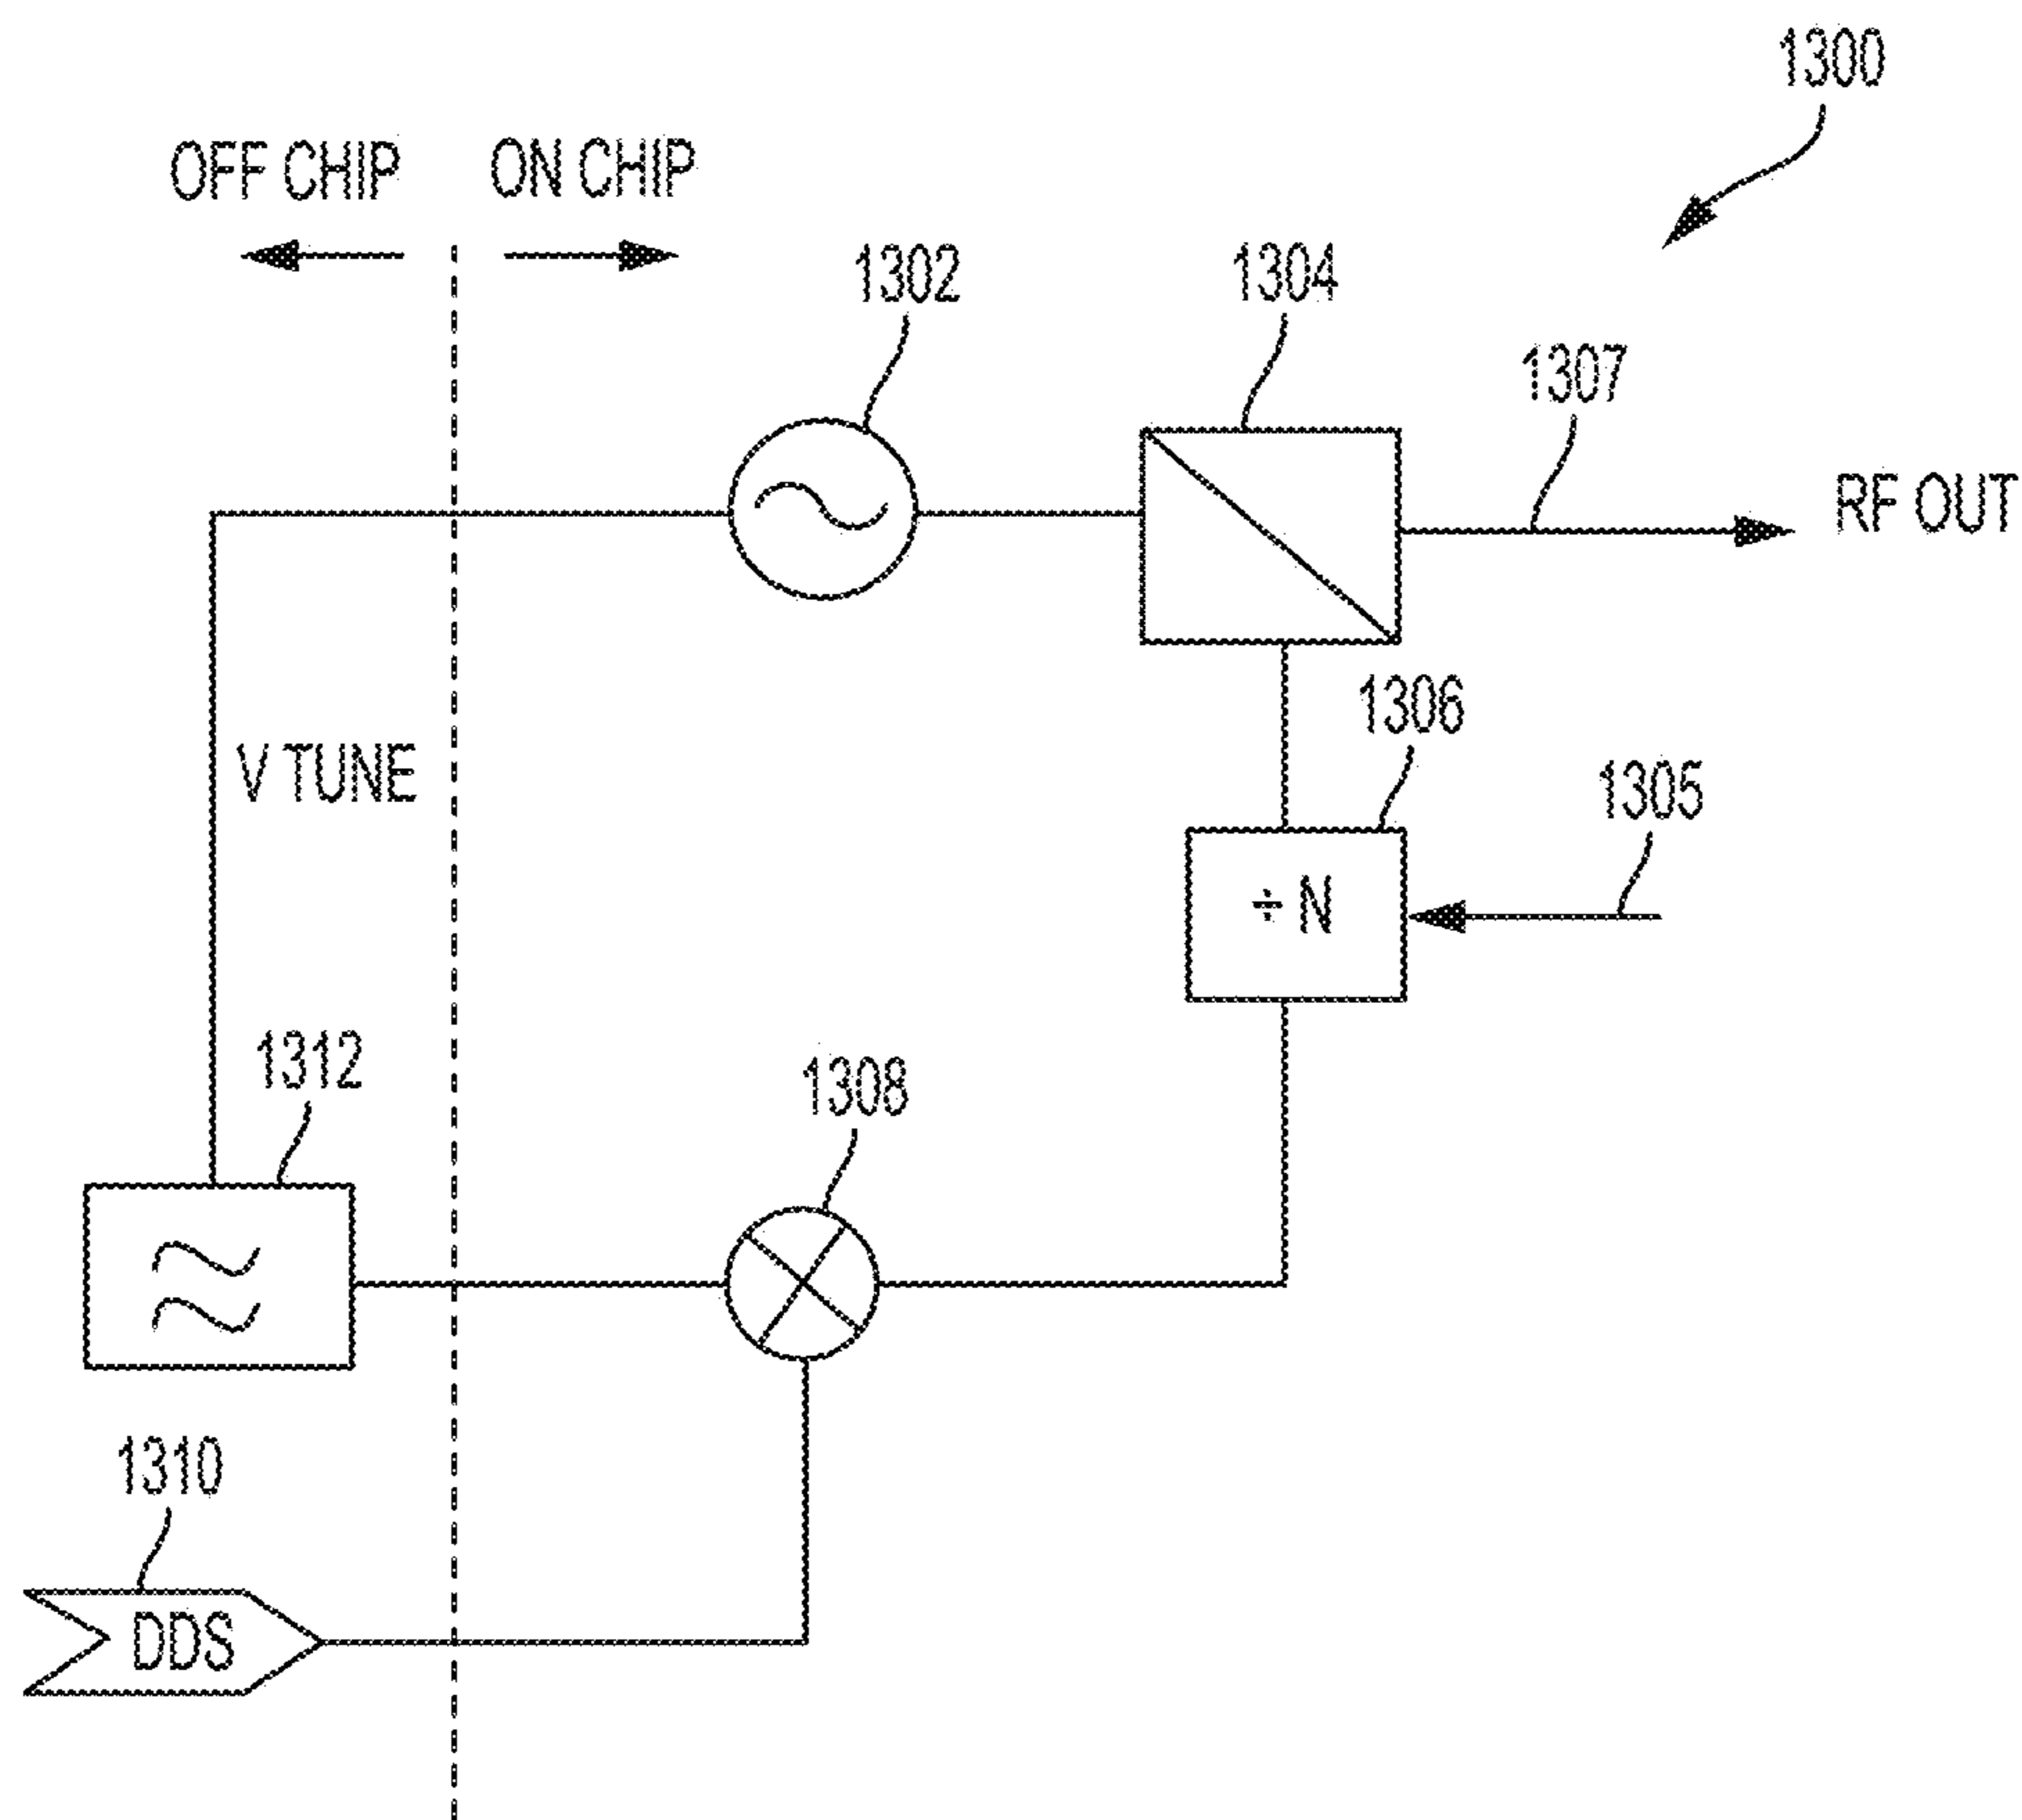 1300
OFF CHIP
ON CHIP
1302
1304
1307
RF OUT
1306
V TUNE
1305
÷ N
1312
1308
1310
DDS